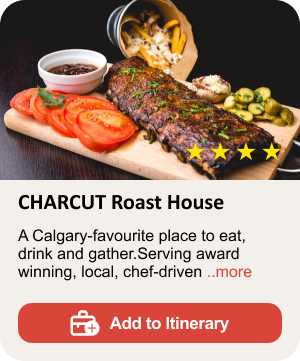 CHARCUT Roast House
A Calgary-favourite place to eat,
drink and gather.Serving award
winning, local, chef-driven ..more
Add to Itinerary